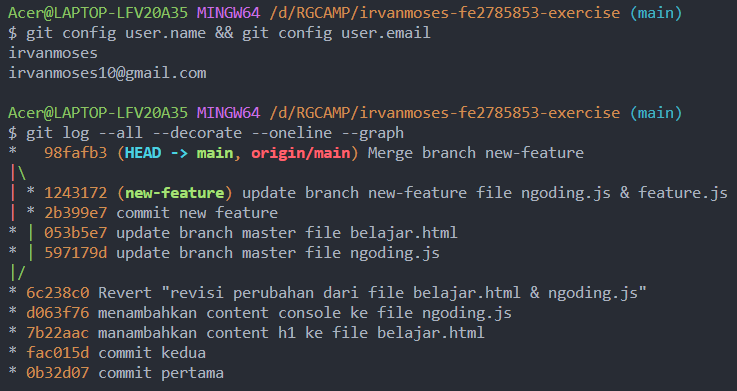 Acer@LAPTOP-LFV20A35 MINGW64 /d/RGCAMP/irvanmoses-fe2785853-exercise (main)
$ git config user.name && git config user.email
irvanmoses
irvanmoses10@gmail.com

Acer@LAPTOP-LFV20A35 MINGW64 /d/RGCAMP/irvanmoses-fe2785853-exercise (main)
$ git log --all --decorate --oneline --graph
*   98fafb3 (HEAD -> main, origin/main) Merge branch new-feature
|\
| * 1243172 (new-feature) update branch new-feature file ngoding.js & feature.js
| * 2b399e7 commit new feature
* | 053b5e7 update branch master file belajar.html
* | 597179d update branch master file ngoding.js
|/
* 6c238c0 Revert "revisi perubahan dari file belajar.html & ngoding.js"
* d063f76 menambahkan content console ke file ngoding.js
* 7b22aac manambahkan content h1 ke file belajar.html
* fac015d commit kedua
* 0b32d07 commit pertama